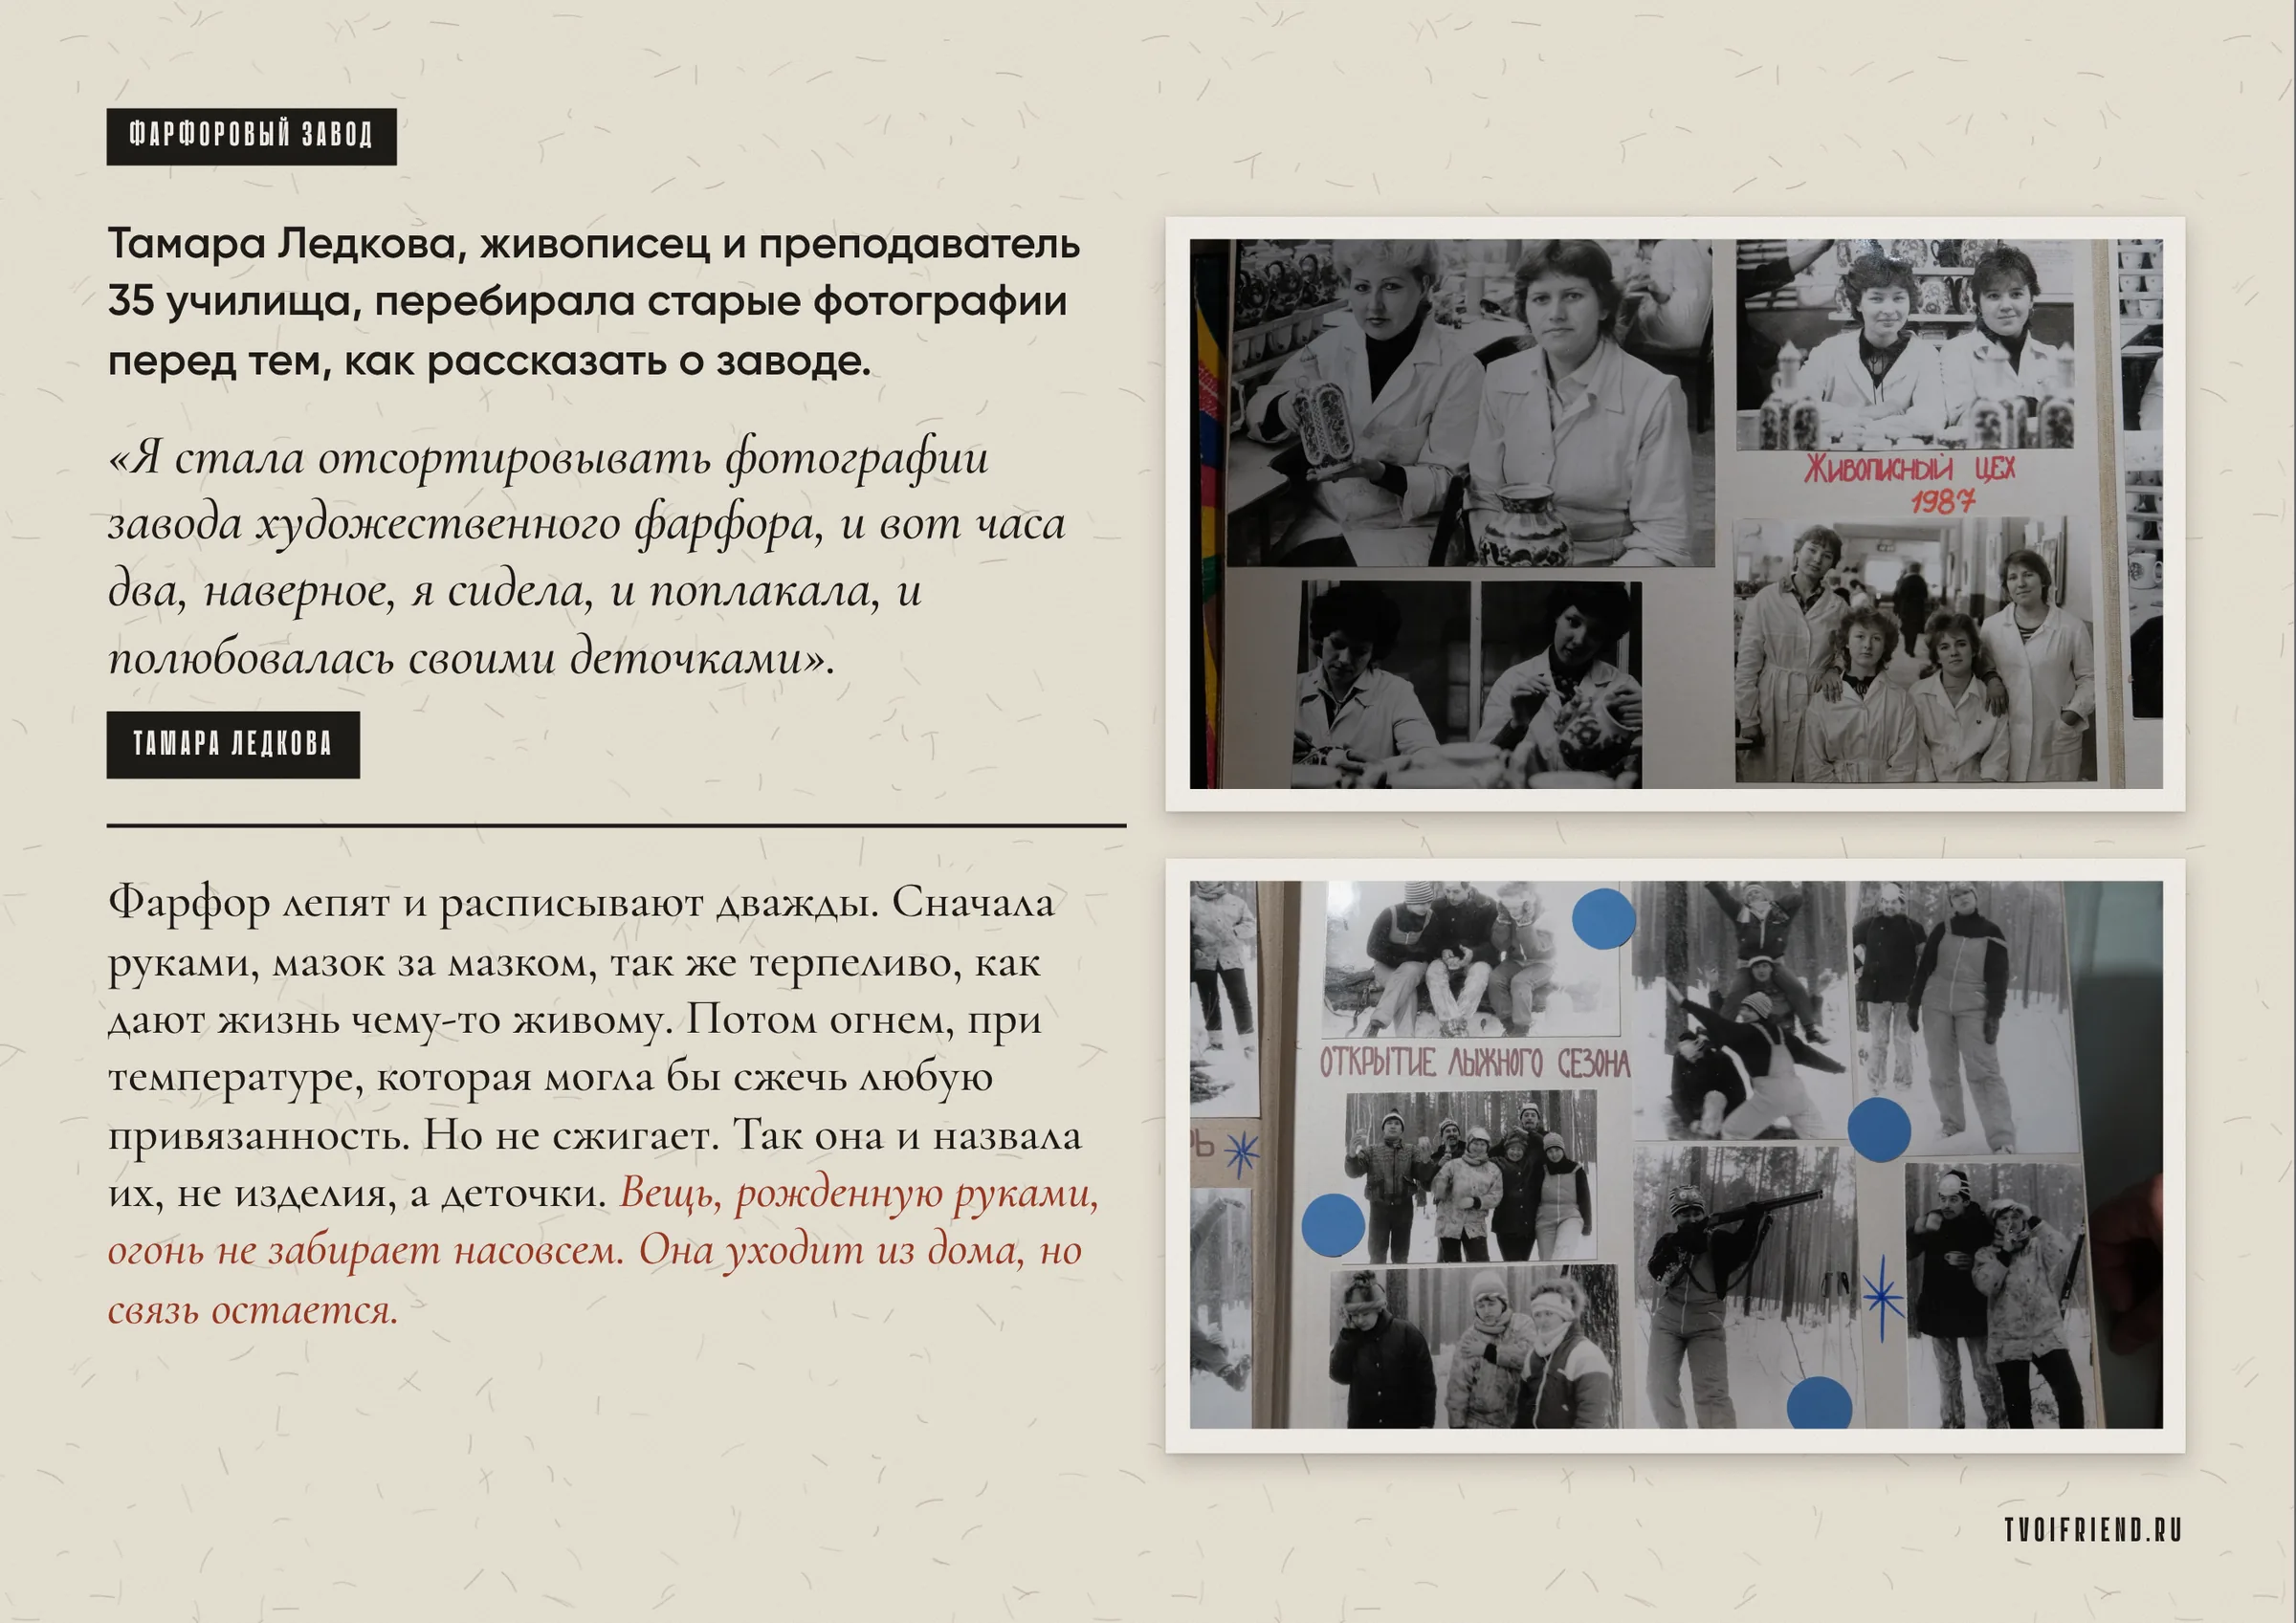 ФАРФОРОВЫЙ ЗАВОД
Тамара Ледкова, живописец и преподаватель
35 училища, перебирала старые фотографии
перед тем, как рассказать о заводе.
«Я стала отсортировывать фотографии
завода художественного фарфора, и вот часа
два, наверное, я сидела, и поплакала, и
полюбовалась своими деточками».
ТАМАРА ЛЕДКОВА
Фарфор лепят и расписывают дважды. Сначала
руками, мазок за мазком, так же терпеливо, как
дают жизнь чему-то живому. Потом огнем, при
температуре, которая могла бы сжечь любую
привязанность. Но не сжигает. Так она и назвала
их, не изделия, а деточки. Вещь, рожденную руками,
огонь не забирает насовсем. Она уходит из дома, но
связь остается.
Живописный цех
1987
ОТКРЫТИЕ ЛЫЖНОГО СЕЗОНА
TVOIFRIEND.RU